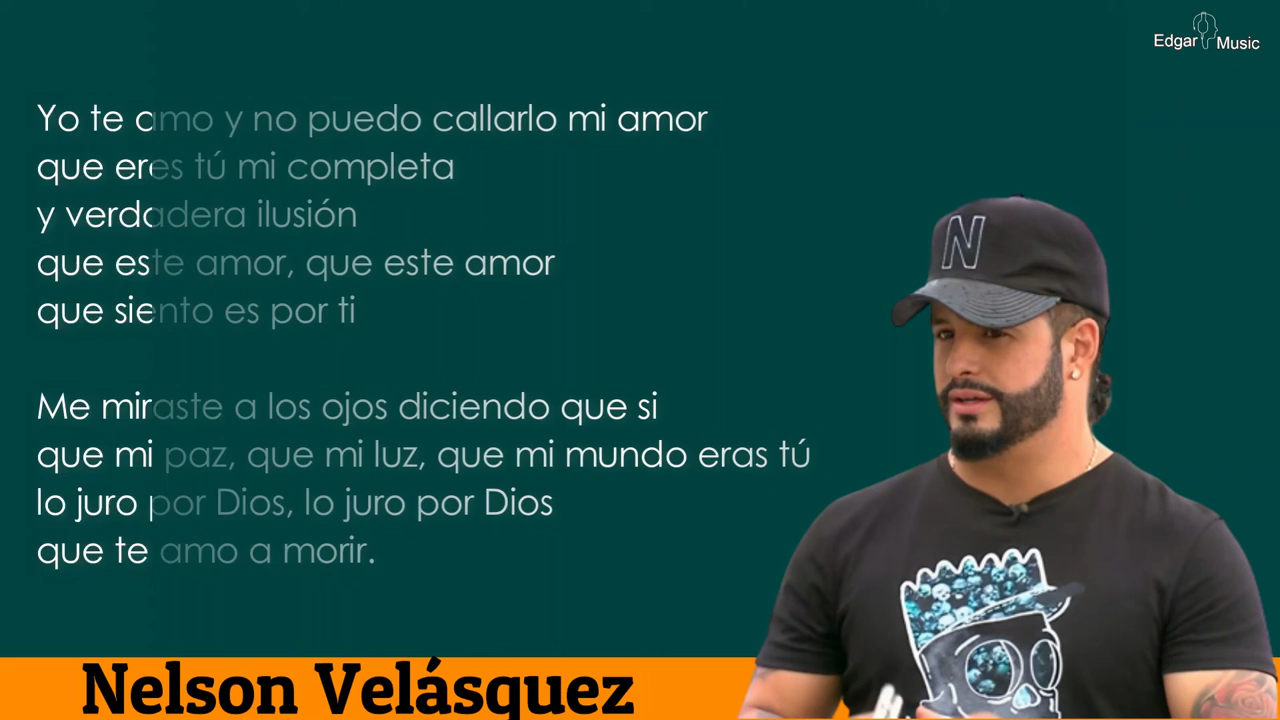 Edgar Music
Yo te amo y no puedo callarlo mi amor
que eres tú mi completa
y verdadera ilusión
que este amor, que este amor
que siento es por ti
Me miraste a los ojos diciendo que si
que mi paz, que mi luz, que mi mundo eras tú
lo juro por Dios, lo juro por Dios
que te amo a morir.
N
Nelson Velásquez